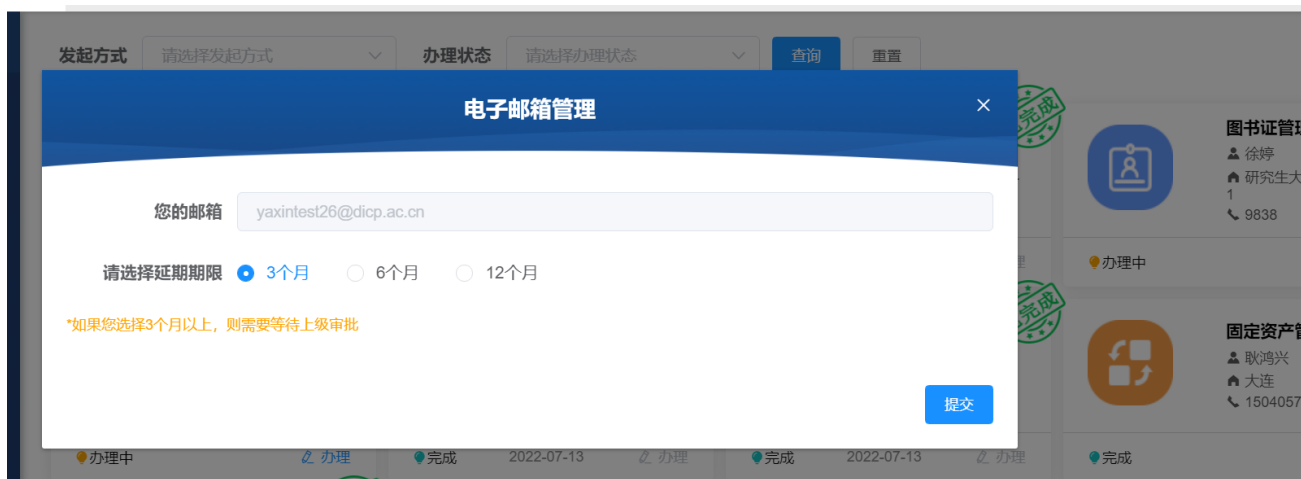 发起方式 请选择发起方式 办理状态 请选择办理状态 查询 重置
电子邮箱管理
完成
图书证管理
徐婷
研究生大
1
9838
您的邮箱 yaxintest26@dicp.ac.cn
请选择延期期限 3个月 6个月 12个月
办理中
*如果您选择3个月以上，则需要等待上级审批
完成
固定资产管
耿鸿兴
大连
1504057
提交
办理中 办理 完成 2022-07-13 办理 完成 2022-07-13 办理 完成